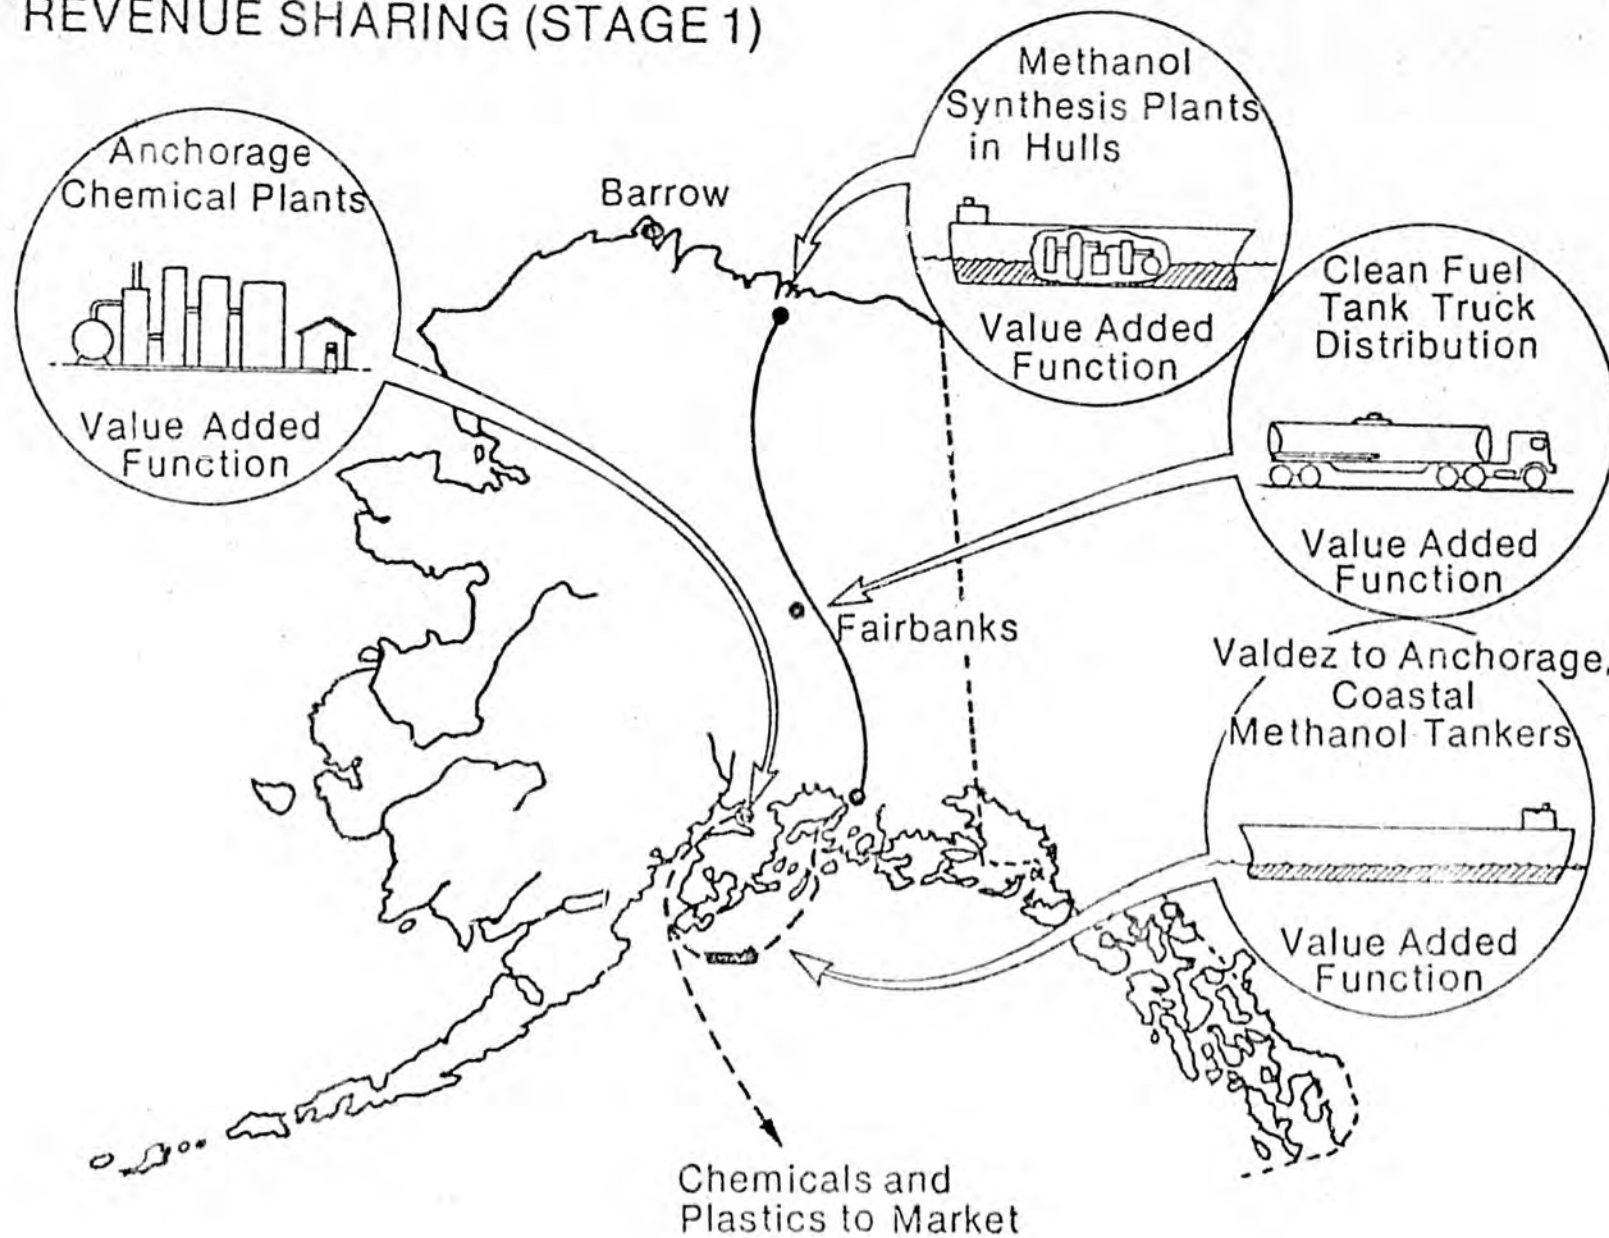 REVENUE SHARING (STAGE 1)
Methanol
Synthesis Plants
in Hulls
Value Added
Function
Anchorage
Chemical Plants
Value Added
Function
Barrow
Clean Fuel
Tank Truck
Distribution
Value Added
Function
Fairbanks
Valdez to Anchorage,
Coastal
Methanol Tankers
Value Added
Function
Chemicals and
Plastics to Market